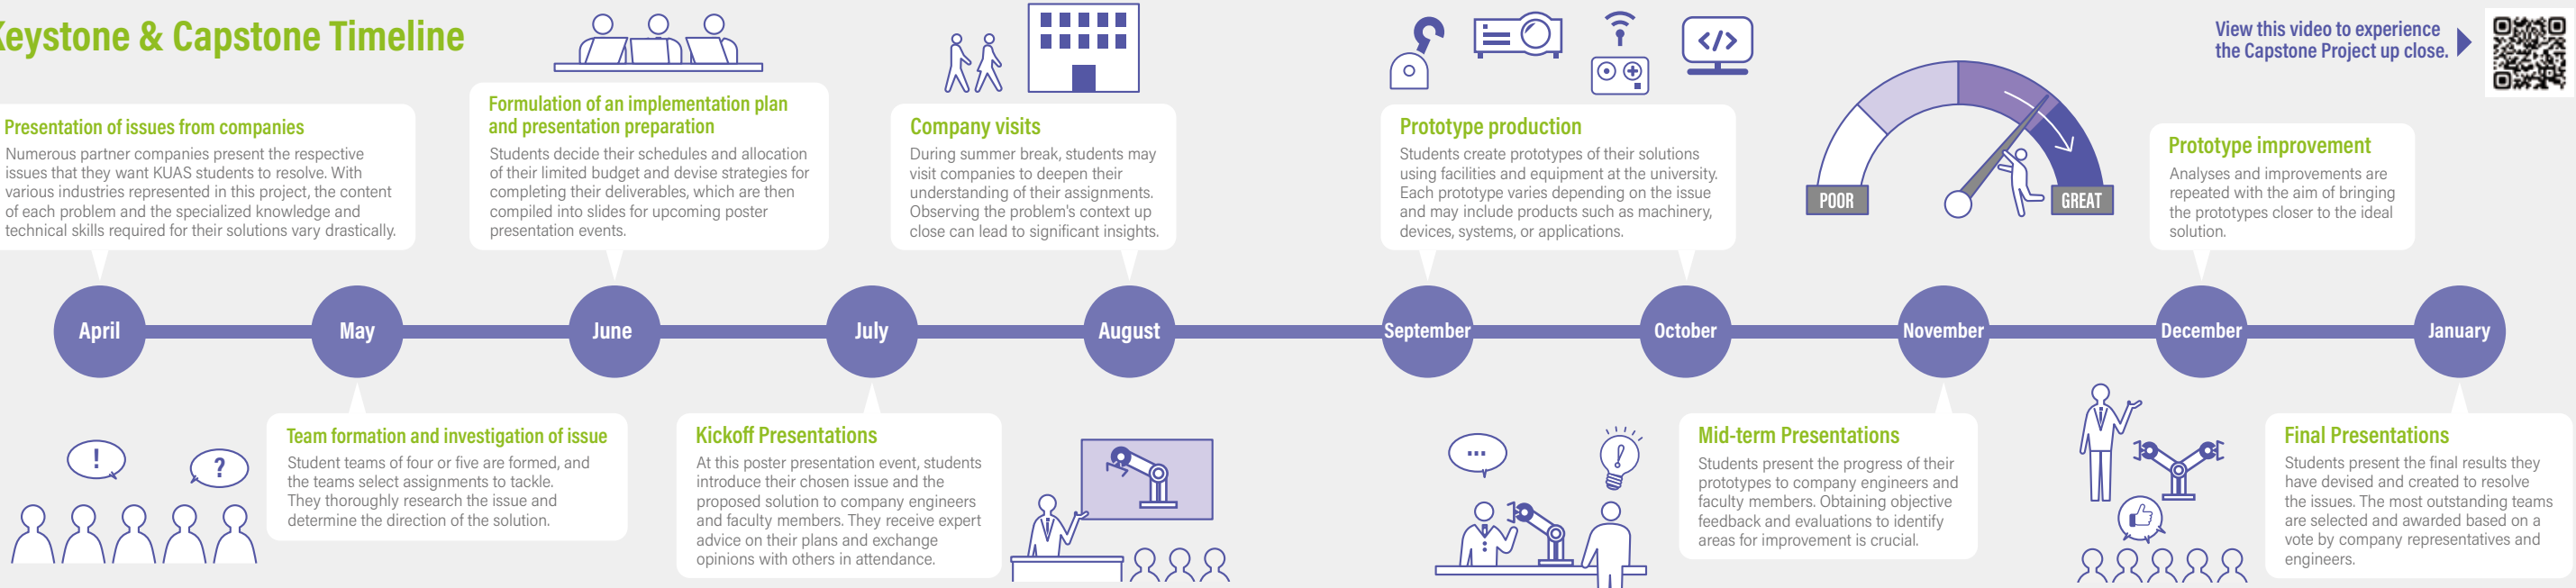 Keystone & Capstone Timeline
View this video to experience
the Capstone Project up close.
Presentation of issues from companies
Numerous partner companies present the respective
issues that they want KUAS students to resolve. With
various industries represented in this project, the content
of each problem and the specialized knowledge and
technical skills required for their solutions vary drastically.
Formulation of an implementation plan
and presentation preparation
Students decide their schedules and allocation
of their limited budget and devise strategies for
completing their deliverables, which are then
compiled into slides for upcoming poster
presentation events.
Company visits
During summer break, students may
visit companies to deepen their
understanding of their assignments.
Observing the problem's context up
close can lead to significant insights.
</>
Prototype production
Students create prototypes of their solutions
using facilities and equipment at the university.
Each prototype varies depending on the issue
and may include products such as machinery,
devices, systems, or applications.
POOR
GREAT
Prototype improvement
Analyses and improvements are
repeated with the aim of bringing
the prototypes closer to the ideal
solution.
April
May
June
July
August
September
October
November
December
January
!
?
Team formation and investigation of issue
Student teams of four or five are formed, and
the teams select assignments to tackle.
They thoroughly research the issue and
determine the direction of the solution.
Kickoff Presentations
At this poster presentation event, students
introduce their chosen issue and the
proposed solution to company engineers
and faculty members. They receive expert
advice on their plans and exchange
opinions with others in attendance.
...
!
Mid-term Presentations
Students present the progress of their
prototypes to company engineers and
faculty members. Obtaining objective
feedback and evaluations to identify
areas for improvement is crucial.
Final Presentations
Students present the final results they
have devised and created to resolve
the issues. The most outstanding teams
are selected and awarded based on a
vote by company representatives and
engineers.